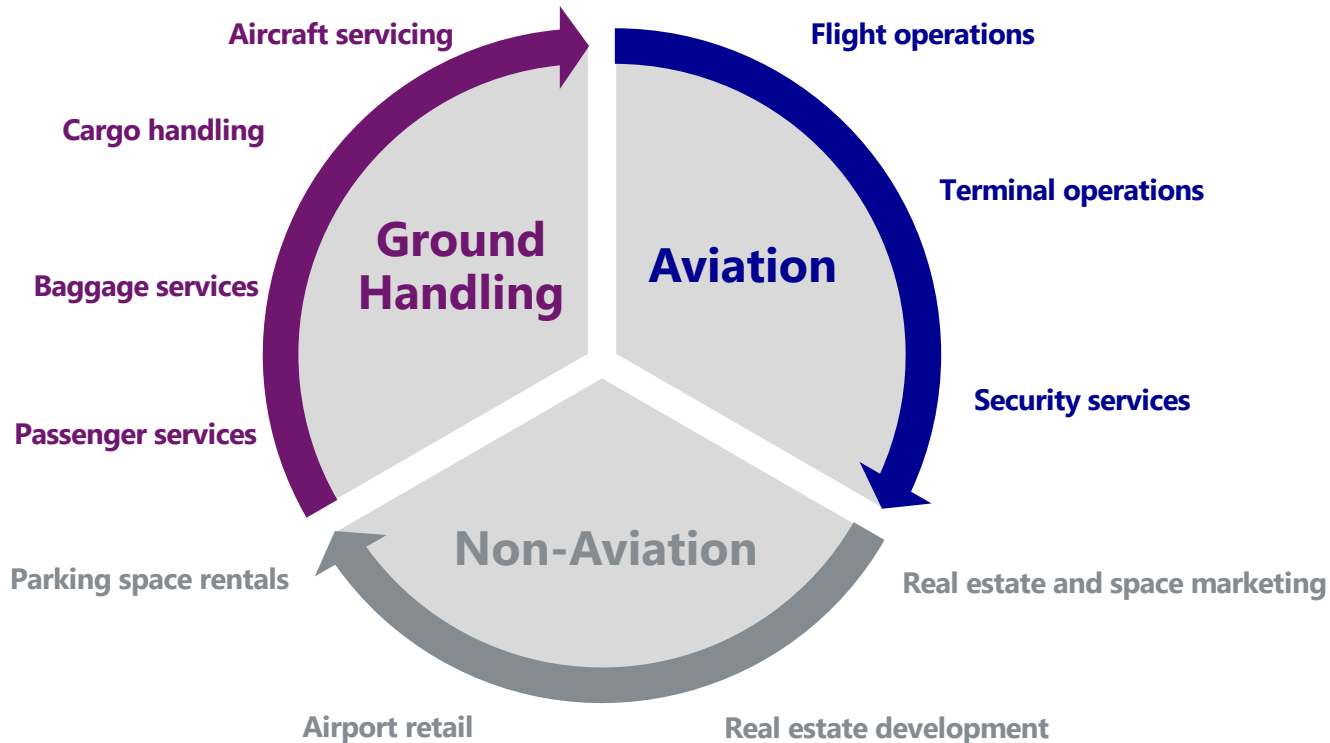 Aircraft servicing
Flight operations
Cargo handling
Terminal operations
Ground
Handling
Aviation
Baggage services
Security services
Passenger services
Non-Aviation
Parking space rentals
Real estate and space marketing
Airport retail
Real estate development